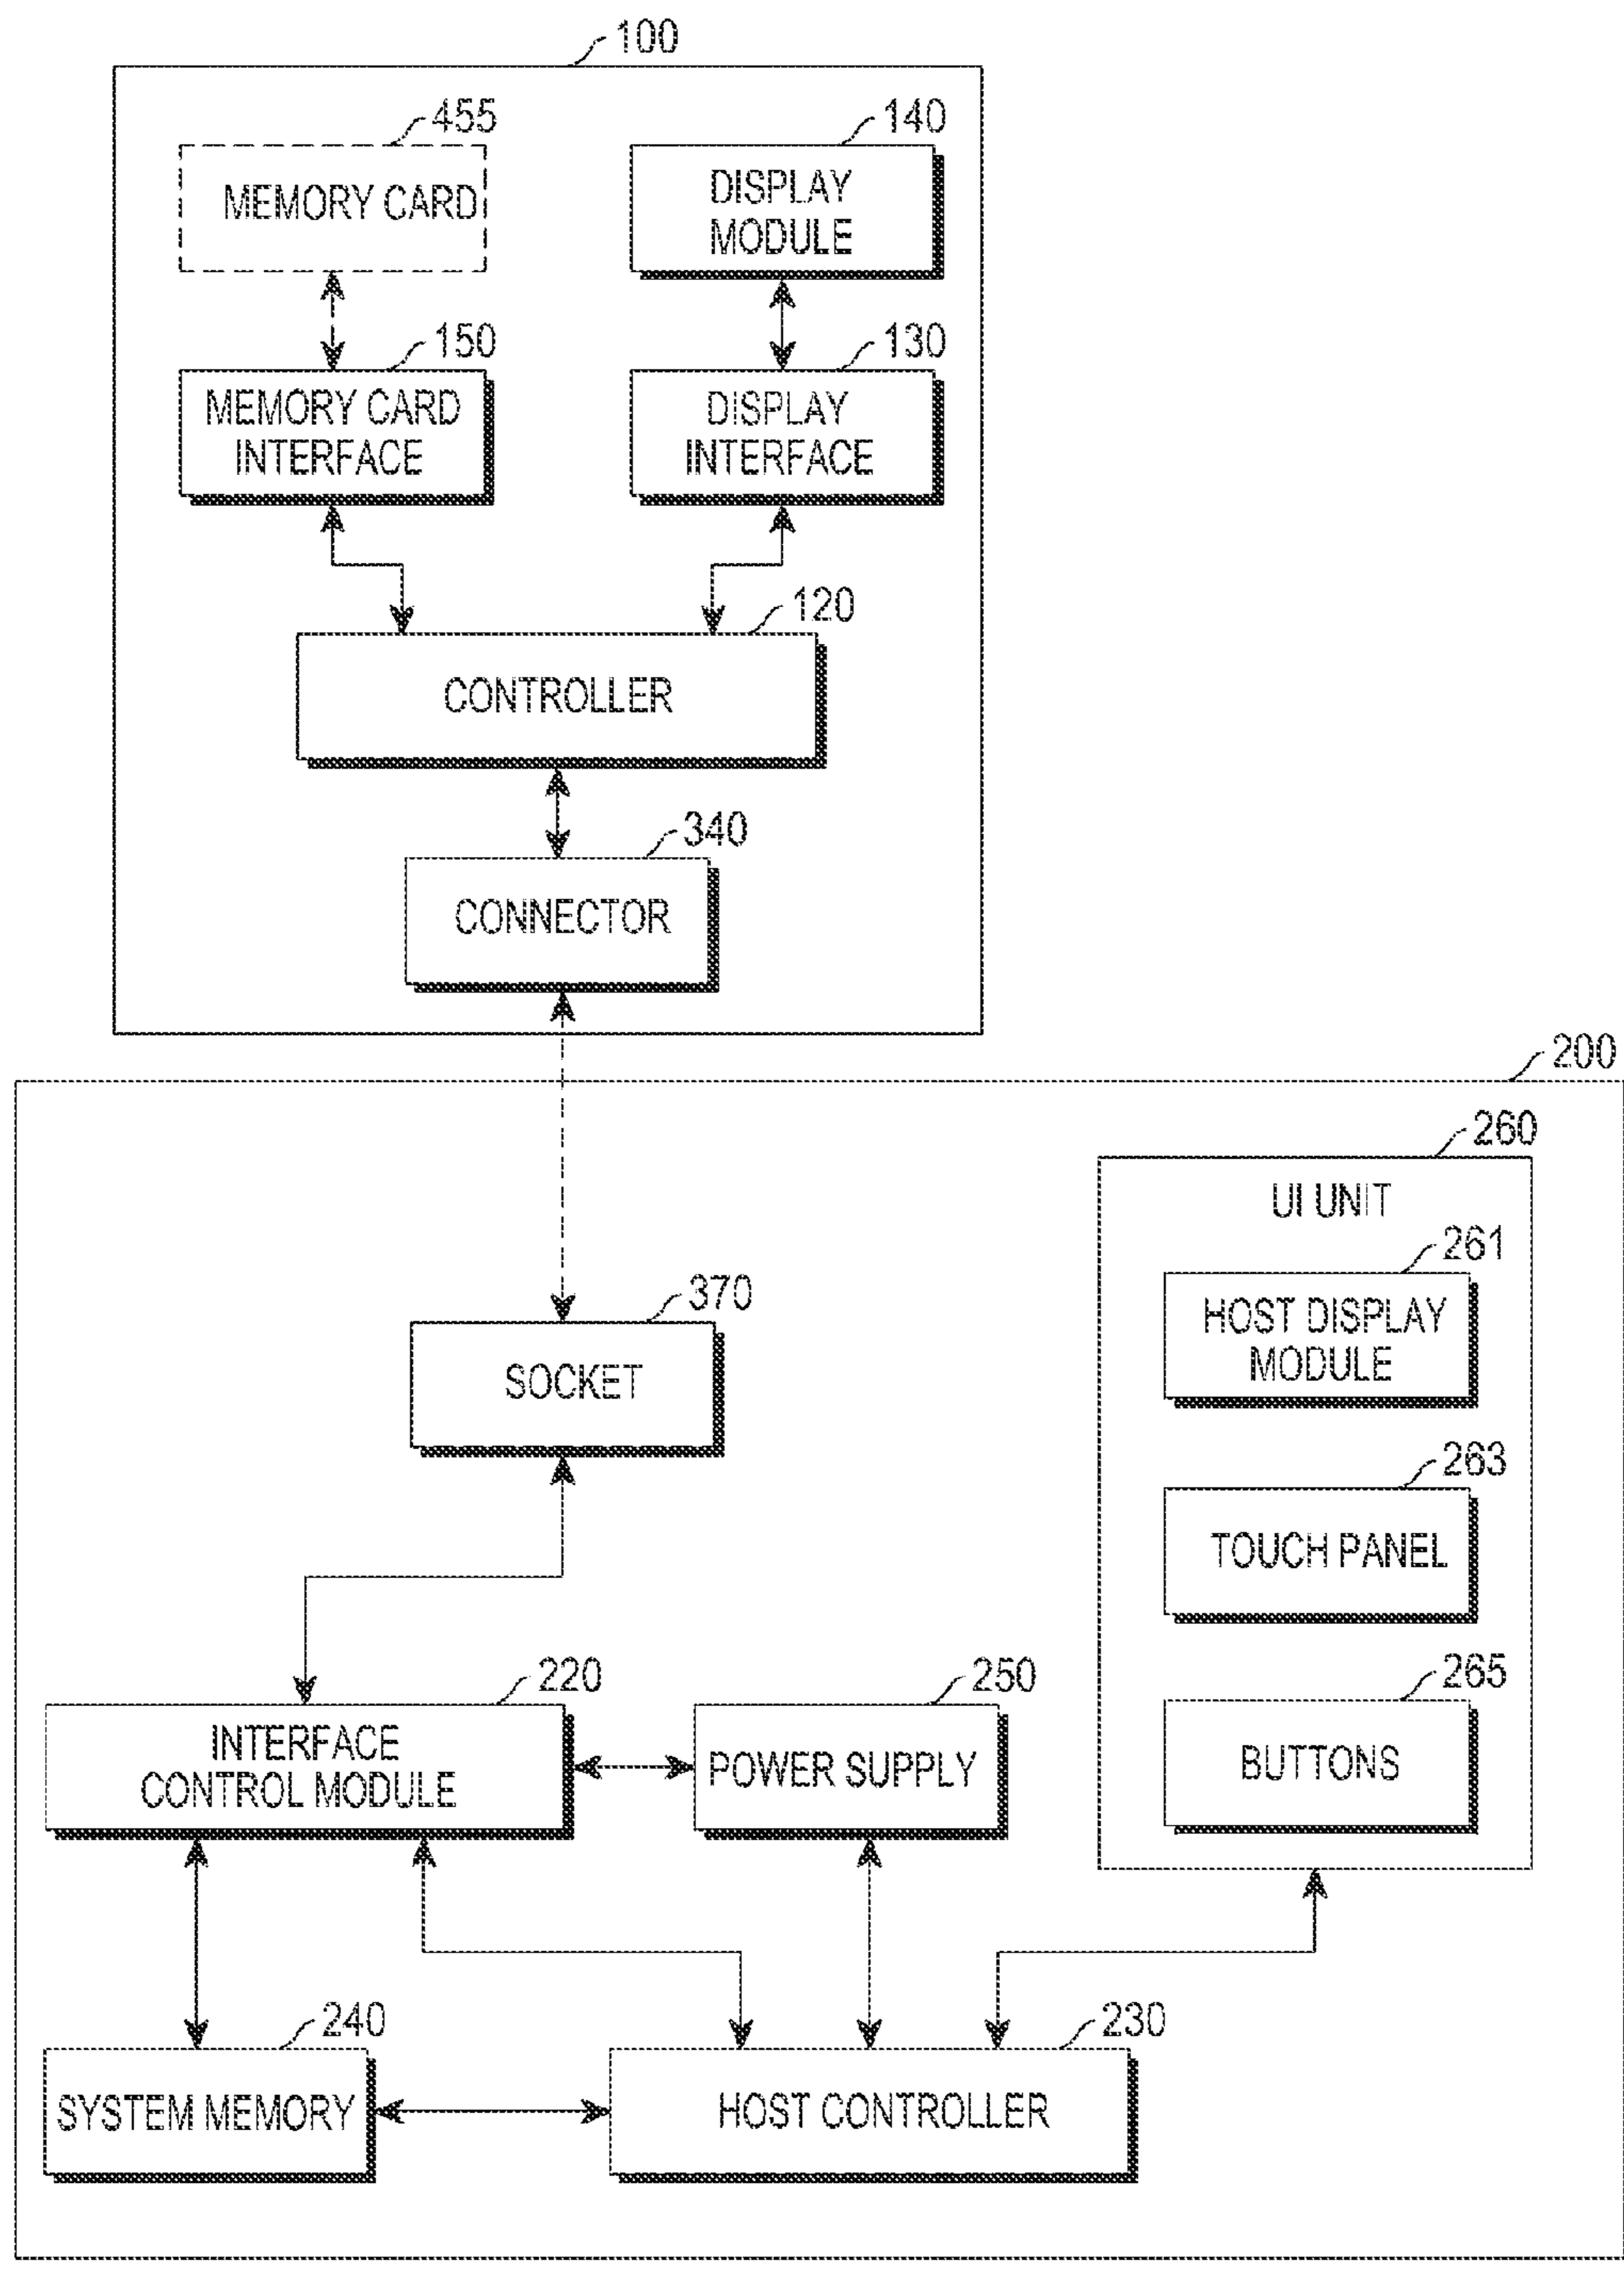 100
455
MEMORY CARD
140
DISPLAY
MODULE
150
MEMORY CARD
INTERFACE
130
DISPLAY
INTERFACE
120
CONTROLLER
340
CONNECTOR
200
260
UI UNIT
261
HOST DISPLAY
MODULE
370
SOCKET
263
TOUCH PANEL
220
INTERFACE
CONTROL MODULE
250
POWER SUPPLY
265
BUTTONS
240
SYSTEM MEMORY
230
HOST CONTROLLER